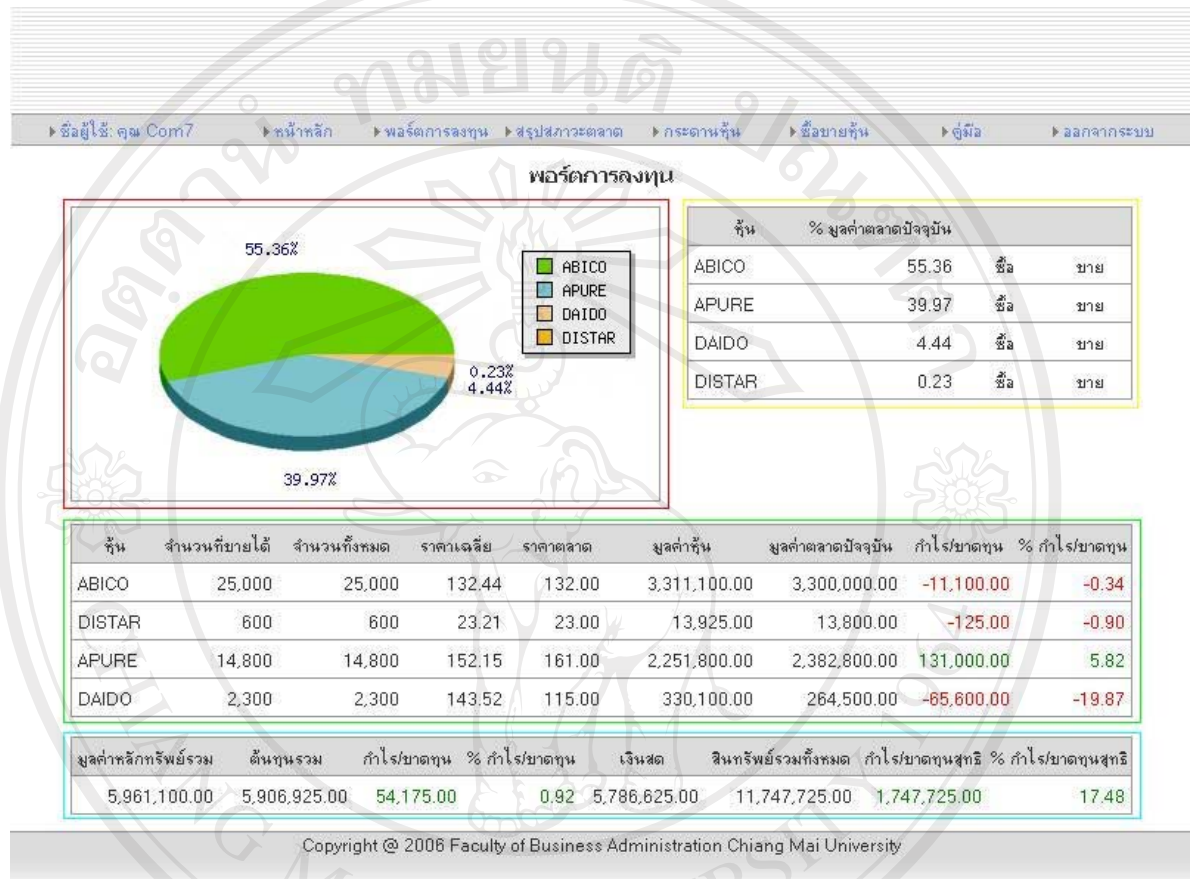 ชื่อผู้ใช้: คุณ Com7 หน้าหลัก พอร์ตการลงทุน สรุปสภาวะตลาด กระดานหุ้น ซื้อขายหุ้น คู่มือ ออกจากระบบ
พอร์ตการลงทุน
55.36%
ABICO
APURE
DAIDO
DISTAR
0.23%
4.44%
39.97%
หุ้น % มูลค่าตลาดปัจจุบัน
ABICO 55.36 ซื้อ ขาย
APURE 39.97 ซื้อ ขาย
DAIDO 4.44 ซื้อ ขาย
DISTAR 0.23 ซื้อ ขาย
หุ้น จำนวนที่ขายได้ จำนวนทั้งหมด ราคาเฉลี่ย ราคาตลาด มูลค่าหุ้น มูลค่าตลาดปัจจุบัน กำไร/ขาดทุน % กำไร/ขาดทุน
ABICO 25,000 25,000 132.44 132.00 3,311,100.00 3,300,000.00 -11,100.00 -0.34
DISTAR 600 600 23.21 23.00 13,925.00 13,800.00 -125.00 -0.90
APURE 14,800 14,800 152.15 161.00 2,251,800.00 2,382,800.00 131,000.00 5.82
DAIDO 2,300 2,300 143.52 115.00 330,100.00 264,500.00 -65,600.00 -19.87
มูลค่าหลักทรัพย์รวม ต้นทุนรวม กำไร/ขาดทุน % กำไร/ขาดทุน เงินสด สินทรัพย์รวมทั้งหมด กำไร/ขาดทุนสุทธิ % กำไร/ขาดทุนสุทธิ
5,961,100.00 5,906,925.00 54,175.00 0.92 5,786,625.00 11,747,725.00 1,747,725.00 17.48
Copyright @ 2006 Faculty of Business Administration Chiang Mai University